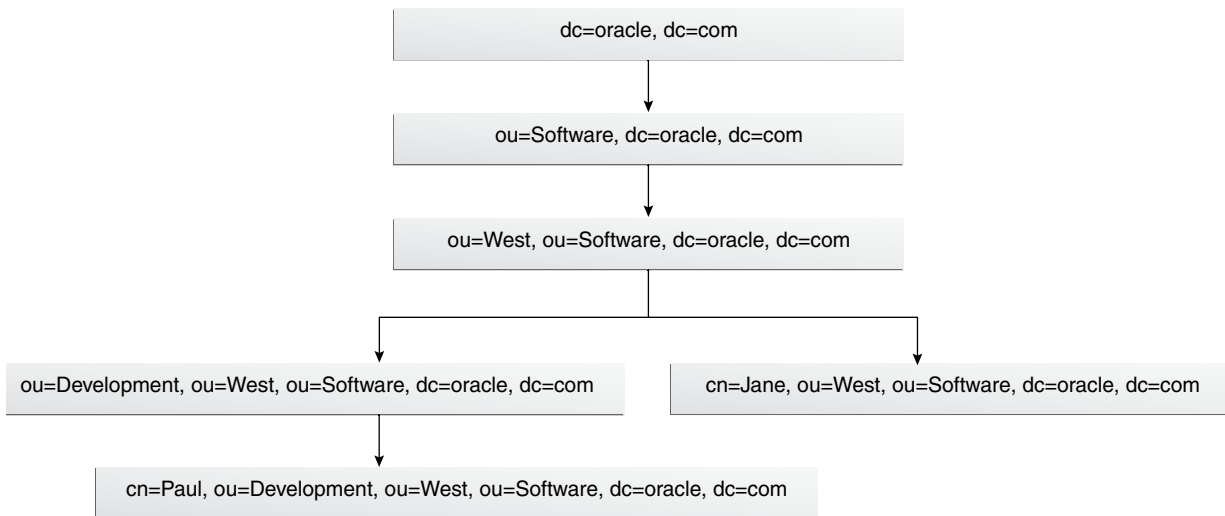 dc=oracle, dc=com
ou=Software, dc=oracle, dc=com
ou=West, ou=Software, dc=oracle, dc=com
ou=Development, ou=West, ou=Software, dc=oracle, dc=com
cn=Jane, ou=West, ou=Software, dc=oracle, dc=com
cn=Paul, ou=Development, ou=West, ou=Software, dc=oracle, dc=com